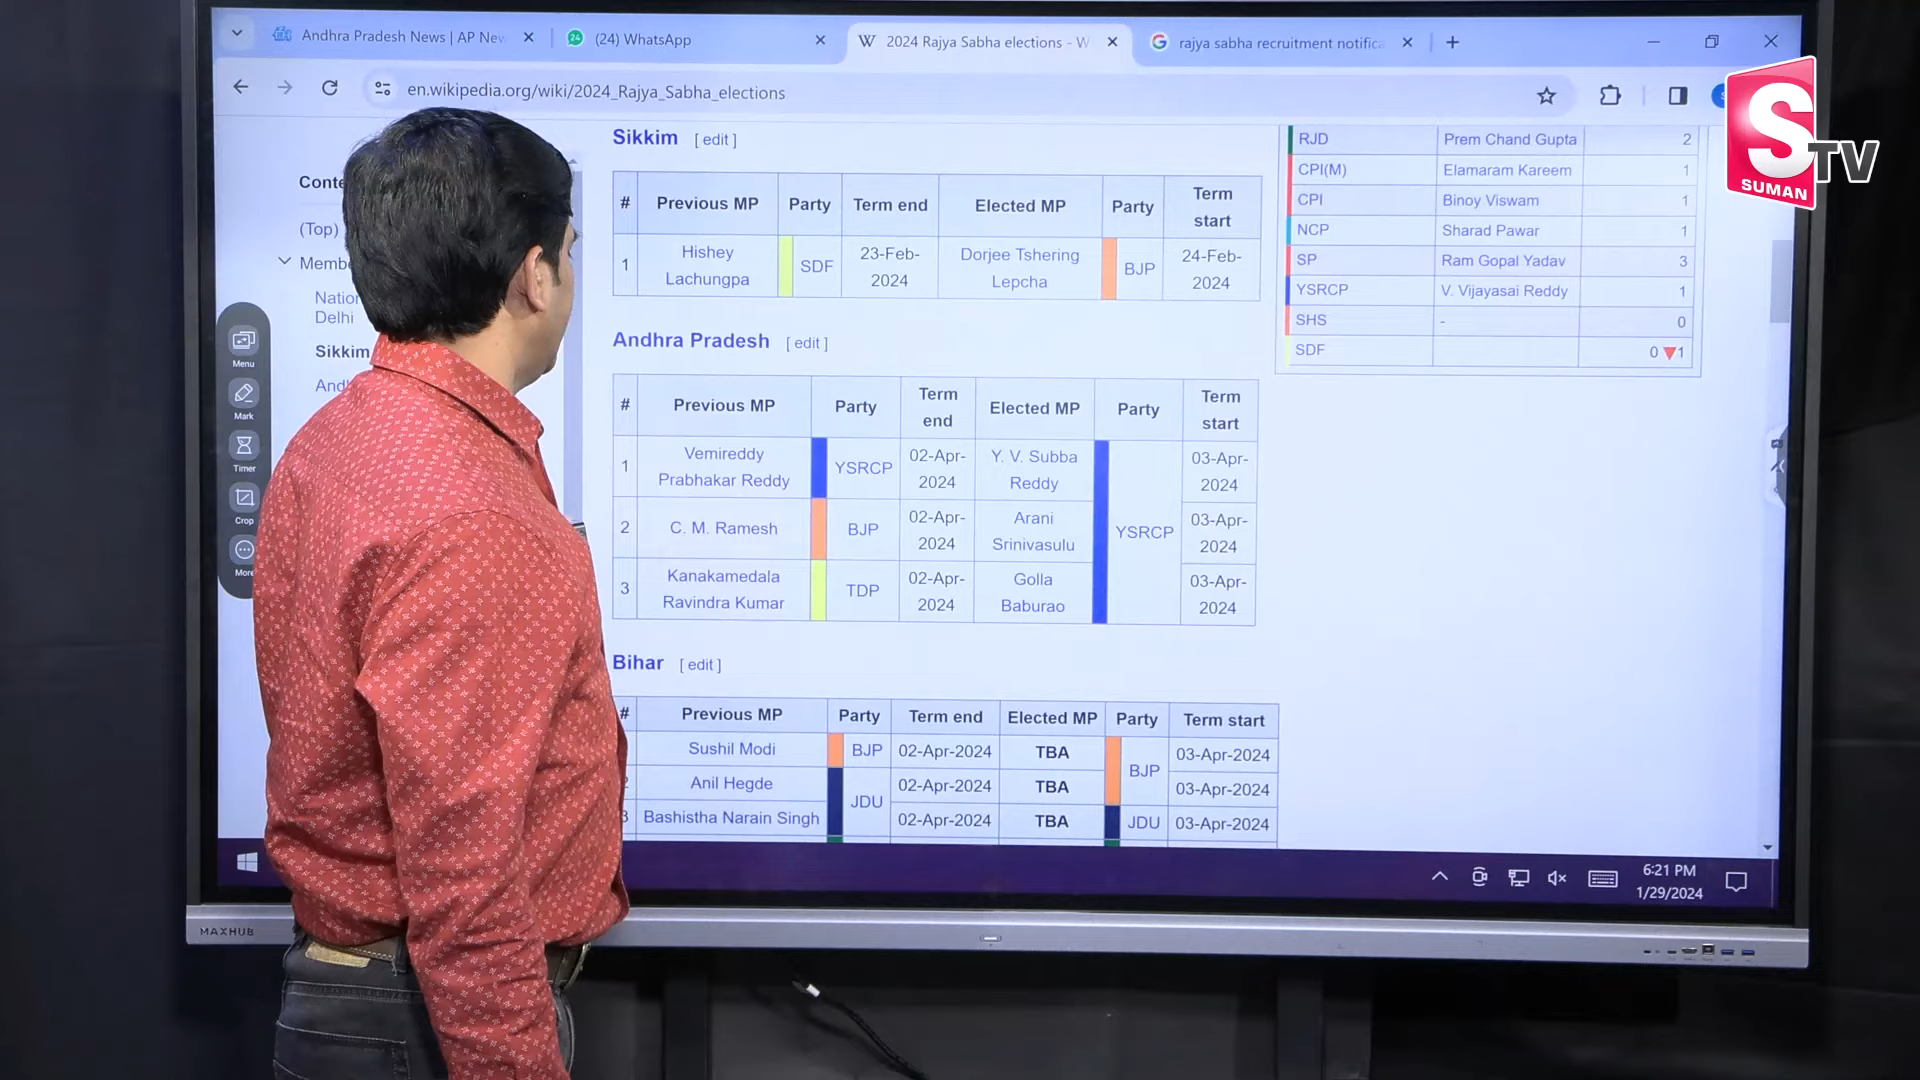 Andhra Pradesh News | AP New
24
(24) WhatsApp
W 2024 Rajya Sabha elections - W
rajya sabha recruitment notifica
en.wikipedia.org/wiki/2024_Rajya_Sabha_elections
S
TV
SUMAN
(Top)
Delhi
Sikkim
Menu
Mark
Timer
Crop
More
Sikkim [ edit ]
# Previous MP Party Term end Elected MP Party Term start
1 Hishey Lachungpa SDF 23-Feb-2024 Dorjee Tshering Lepcha BJP 24-Feb-2024
Andhra Pradesh [ edit ]
# Previous MP Party Term end Elected MP Party Term start
1 Vemireddy Prabhakar Reddy YSRCP 02-Apr-2024 Y. V. Subba Reddy YSRCP 03-Apr-2024
2 C. M. Ramesh BJP 02-Apr-2024 Arani Srinivasulu 03-Apr-2024
3 Kanakamedala Ravindra Kumar TDP 02-Apr-2024 Golla Baburao 03-Apr-2024
Bihar [ edit ]
# Previous MP Party Term end Elected MP Party Term start
Sushil Modi BJP 02-Apr-2024 TBA BJP 03-Apr-2024
Anil Hegde JDU 02-Apr-2024 TBA 03-Apr-2024
3 Bashistha Narain Singh 02-Apr-2024 TBA JDU 03-Apr-2024
RJD Prem Chand Gupta 2
CPI(M) Elamaram Kareem 1
CPI Binoy Viswam 1
NCP Sharad Pawar 1
SP Ram Gopal Yadav 3
YSRCP V. Vijayasai Reddy 1
SHS - 0
SDF 0 ▼1
6:21 PM
1/29/2024
MAXHUB